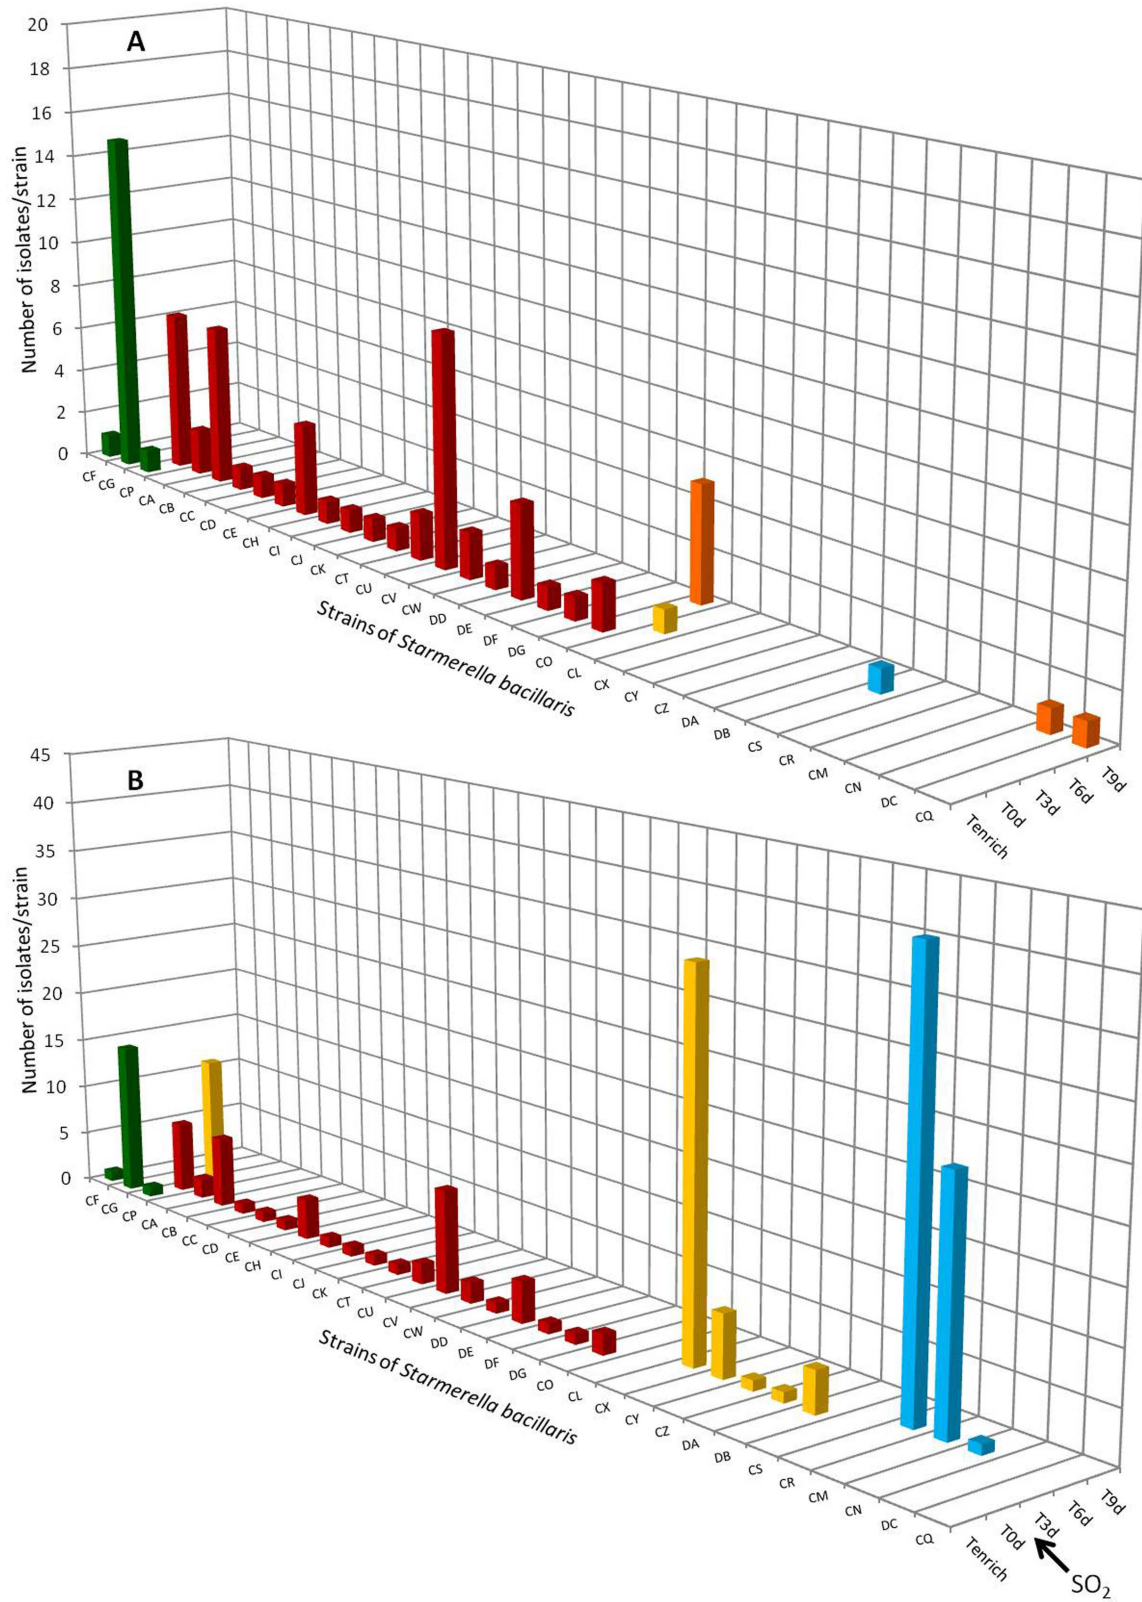 A
20
18
16
14
12
10
8
6
4
2
0
Number of isolates/strain
CF
CG
CP
CA
CB
CC
CD
CE
CH
CI
CJ
CK
CT
CU
CV
CW
DD
DE
DF
DG
CO
CL
CX
CY
CZ
DA
DB
CS
CR
CM
CN
DC
CQ
Strains of Starmerella bacillaris
Tenrich
T0d
T3d
T6d
T9d
B
45
40
35
30
25
20
15
10
5
0
Number of isolates/strain
CF
CG
CP
CA
CB
CC
CD
CE
CH
CI
CJ
CK
CT
CU
CV
CW
DD
DE
DF
DG
CO
CL
CX
CY
CZ
DA
DB
CS
CR
CM
CN
DC
CQ
Strains of Starmerella bacillaris
Tenrich
T0d
T3d
T6d
T9d
SO₂